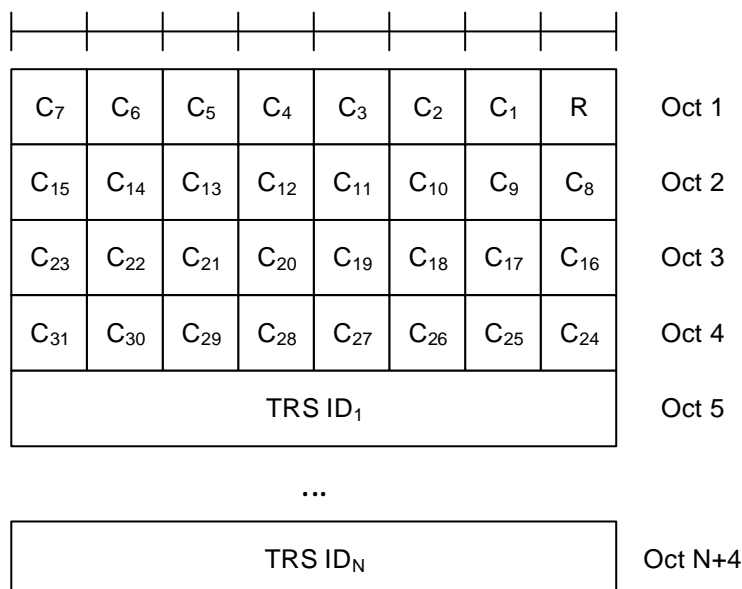 C₇ C₆ C₅ C₄ C₃ C₂ C₁ R Oct 1
C₁₅ C₁₄ C₁₃ C₁₂ C₁₁ C₁₀ C₉ C₈ Oct 2
C₂₃ C₂₂ C₂₁ C₂₀ C₁₉ C₁₈ C₁₇ C₁₆ Oct 3
C₃₁ C₃₀ C₂₉ C₂₈ C₂₇ C₂₆ C₂₅ C₂₄ Oct 4
TRS ID₁ Oct 5
...
TRS ID_N Oct N+4